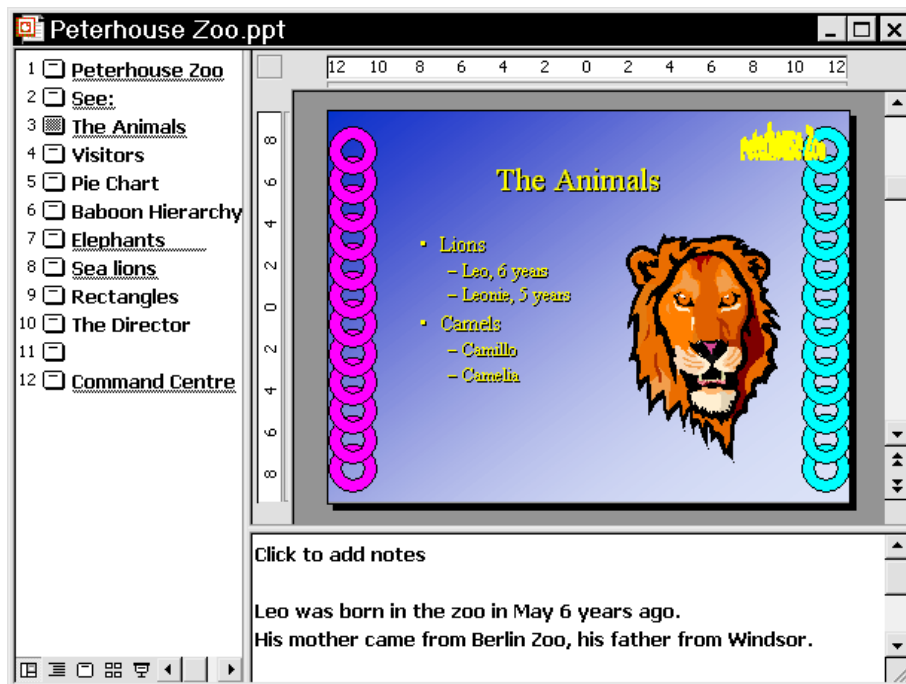 Peterhouse Zoo.ppt
1 Peterhouse Zoo
2 See:
3 The Animals
4 Visitors
5 Pie Chart
6 Baboon Hierarchy
7 Elephants
8 Sea lions
9 Rectangles
10 The Director
11
12 Command Centre
12 10 8 6 4 2 0 2 4 6 8 10 12
8 6 4 2 0 2 4 6 8
The Animals
• Lions
– Leo, 6 years
– Leonie, 5 years
• Camels
– Camillo
– Camelia
Click to add notes
Leo was born in the zoo in May 6 years ago.
His mother came from Berlin Zoo, his father from Windsor.